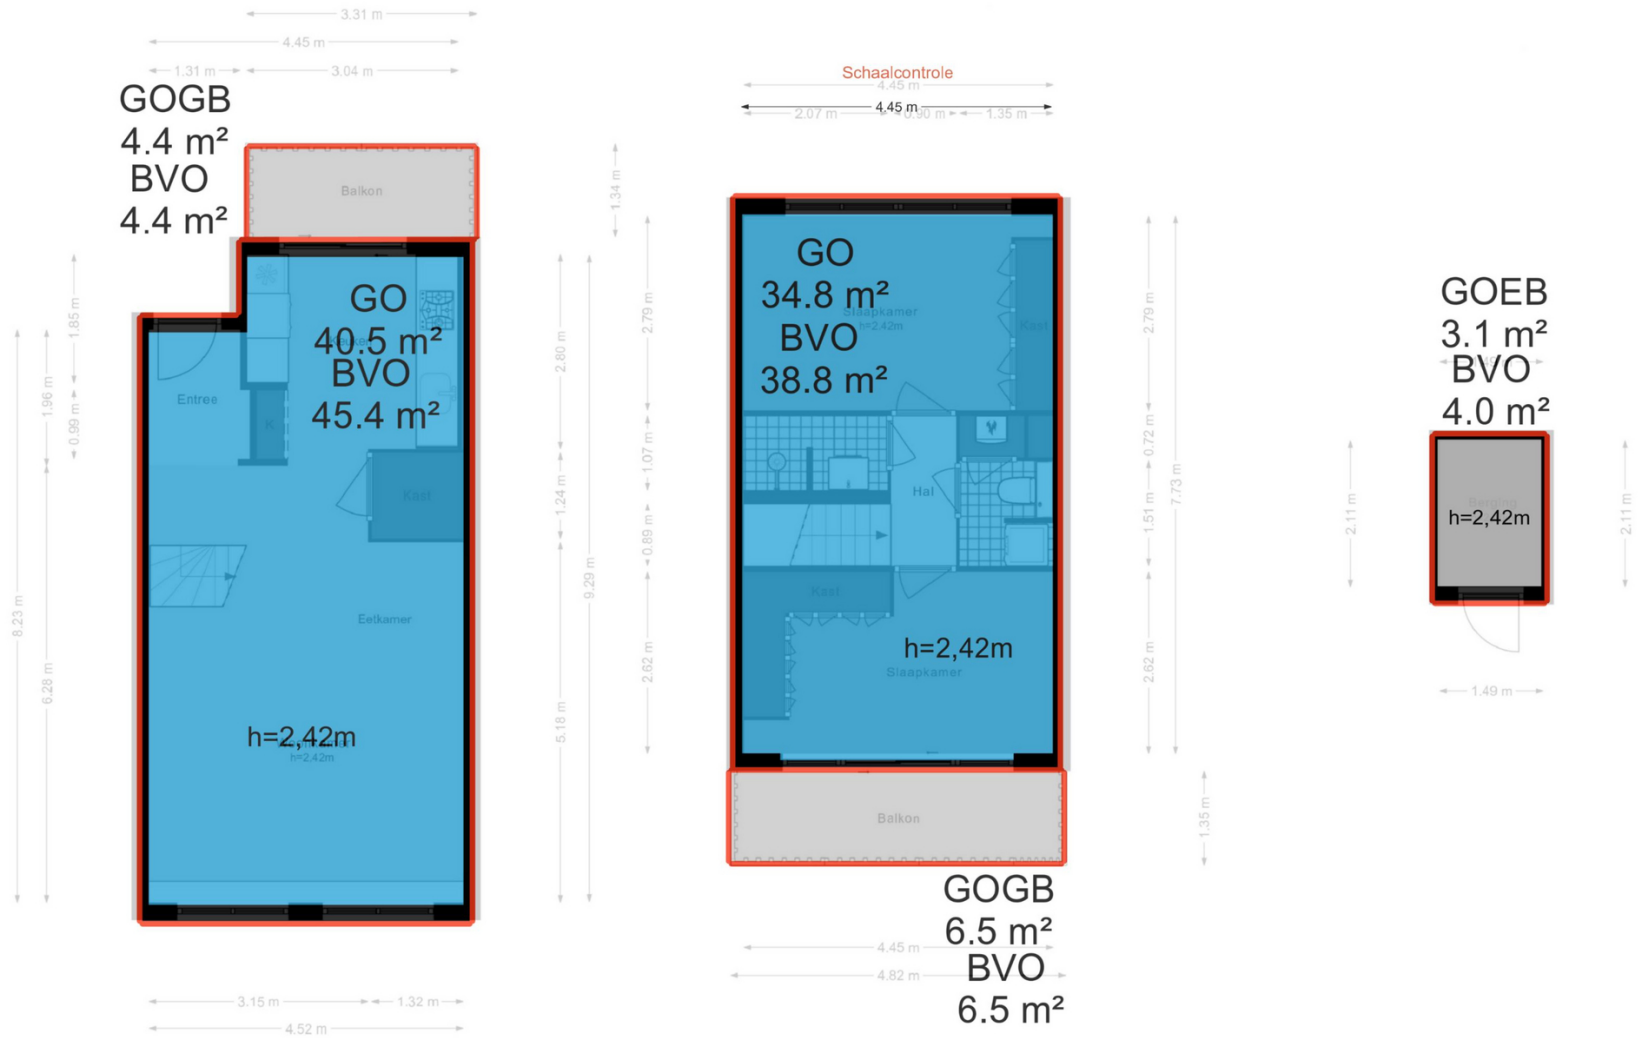 3.31 m
4.45 m
1.31 m
3.04 m
GOGB
4.4 m²
BVO
4.4 m²
Balkon
1.34 m
GO
40.5 m²
BVO
45.4 m²
Entree
K
Kast
Eetkamer
h=2,42m
h=2.42m
1.85 m
0.99 m
1.96 m
6.28 m
8.23 m
2.80 m
1.24 m
5.18 m
9.29 m
3.15 m
1.32 m
4.52 m
Schaalcontrole
4.45 m
4.45 m
2.07 m
0.90 m
1.35 m
GO
34.8 m²
Slaapkamer
h=2.42m
BVO
38.8 m²
Kast
Hal
Kast
h=2,42m
Slaapkamer
Balkon
2.79 m
1.07 m
0.89 m
2.62 m
2.79 m
0.72 m
1.51 m
2.62 m
7.73 m
1.35 m
GOGB
6.5 m²
BVO
6.5 m²
4.45 m
4.82 m
GOEB
3.1 m²
BVO
4.0 m²
Berging
h=2,42m
2.11 m
2.11 m
1.49 m